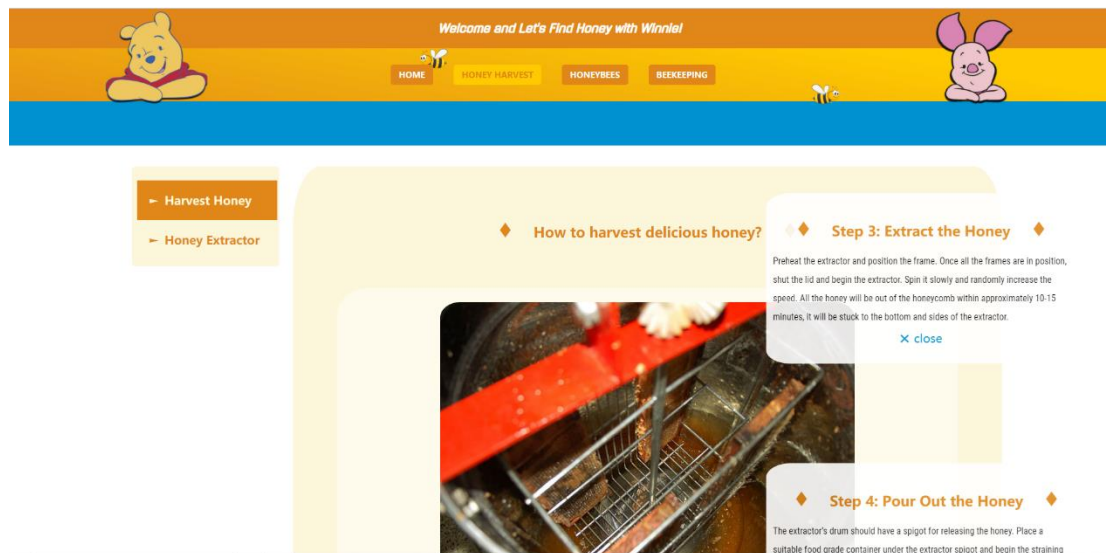 Welcome and Let's Find Honey with Winnie!
HOME HONEY HARVEST HONEYBEES BEEKEEPING
► Harvest Honey
► Honey Extractor
How to harvest delicious honey?
Step 3: Extract the Honey
Preheat the extractor and position the frame. Once all the frames are in position,
shut the lid and begin the extractor. Spin it slowly and randomly increase the
speed. All the honey will be out of the honeycomb within approximately 10-15
minutes, it will be stuck to the bottom and sides of the extractor.
× close
Step 4: Pour Out the Honey
The extractor's drum should have a spigot for releasing the honey. Place a
suitable food grade container under the extractor spigot and begin the straining